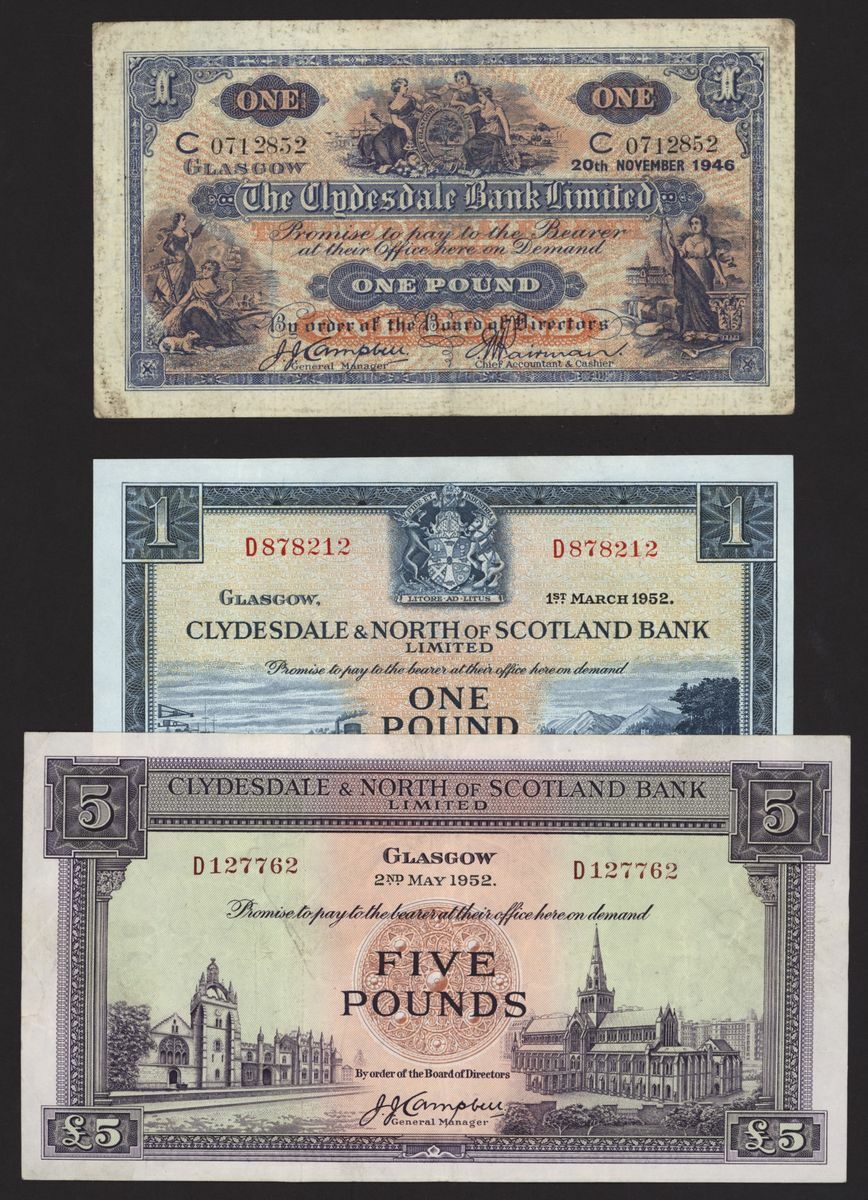 1 1
ONE ONE
C 0712852 C 0712852
GLASGOW 20th NOVEMBER 1946
The Clydesdale Bank Limited
Promise to pay to the Bearer
at their Office here on Demand
ONE POUND
By order of the Board of Directors
J.J. Campbell
General Manager Chief Accountant & Cashier
1 1
D878212 D878212
LITORE·AD·LITUS
GLASGOW, 1ST MARCH 1952.
CLYDESDALE & NORTH OF SCOTLAND BANK
LIMITED
Promise to pay to the bearer at their office here on demand
ONE
POUND
5 5
CLYDESDALE & NORTH OF SCOTLAND BANK
LIMITED
GLASGOW
D127762 D127762
2ND MAY 1952.
Promise to pay to the bearer at their office here on demand
FIVE
POUNDS
By order of the Board of Directors
J.J. Campbell
General Manager
£5 £5